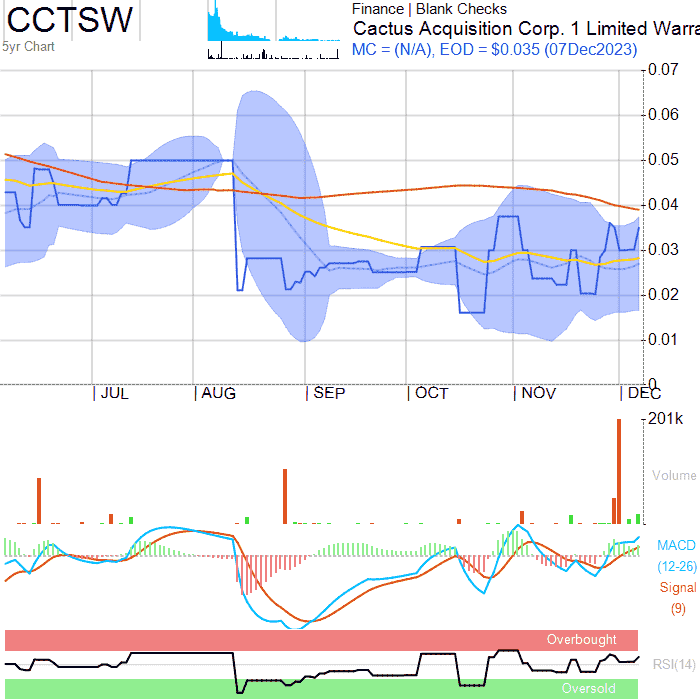 CCTSW
5yr Chart
Finance | Blank Checks
Cactus Acquisition Corp. 1 Limited Warra
MC = (N/A), EOD = $0.035 (07Dec2023)
0.07
0.06
0.05
0.04
0.03
0.02
0.01
0
JUL AUG SEP OCT NOV DEC
201k
Volume
MACD
(12-26)
Signal
(9)
Overbought
RSI(14)
Oversold